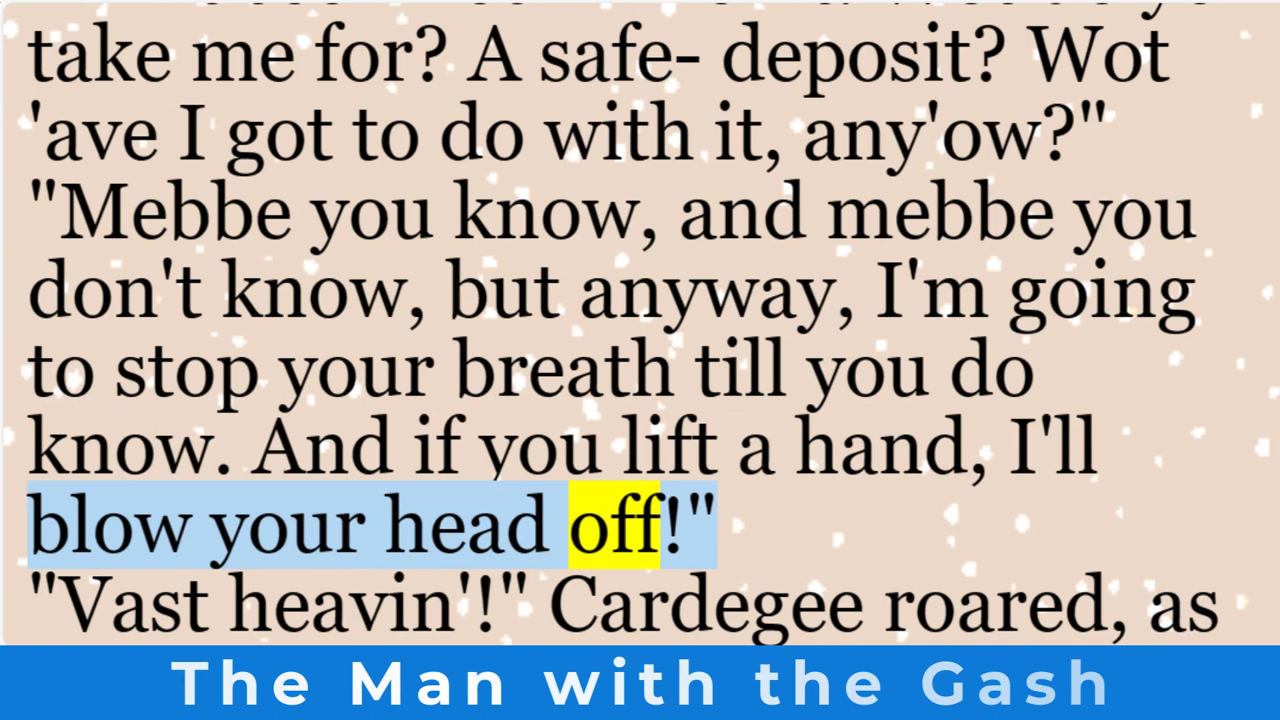 take me for? A safe- deposit? Wot
'ave I got to do with it, any'ow?"
"Mebbe you know, and mebbe you
don't know, but anyway, I'm going
to stop your breath till you do
know. And if you lift a hand, I'll
blow your head off!"
"Vast heavin'!" Cardegee roared, as
The Man with the Gash